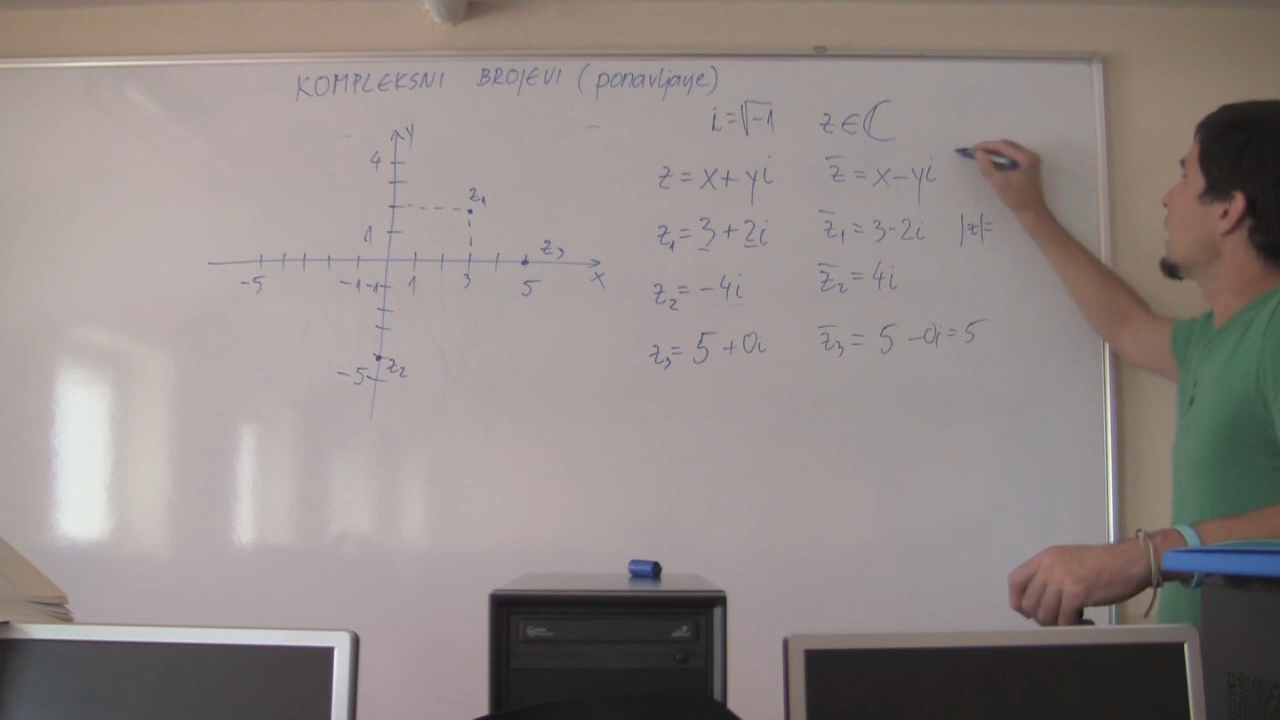 KOMPLEKSNI BROJEVI (ponavljanje)
i = √-1 z ∈ ℂ
z = x + yi z̄ = x - yi
z₁ = 3 + 2i z̄₁ = 3 - 2i |z| =
z₂ = -4i z̄₂ = 4i
z₃ = 5 + 0i z̄₃ = 5 - 0i = 5
y
4
z₁
1
z₃
-5 -1 -1 1 3 5 x
z₂
-5